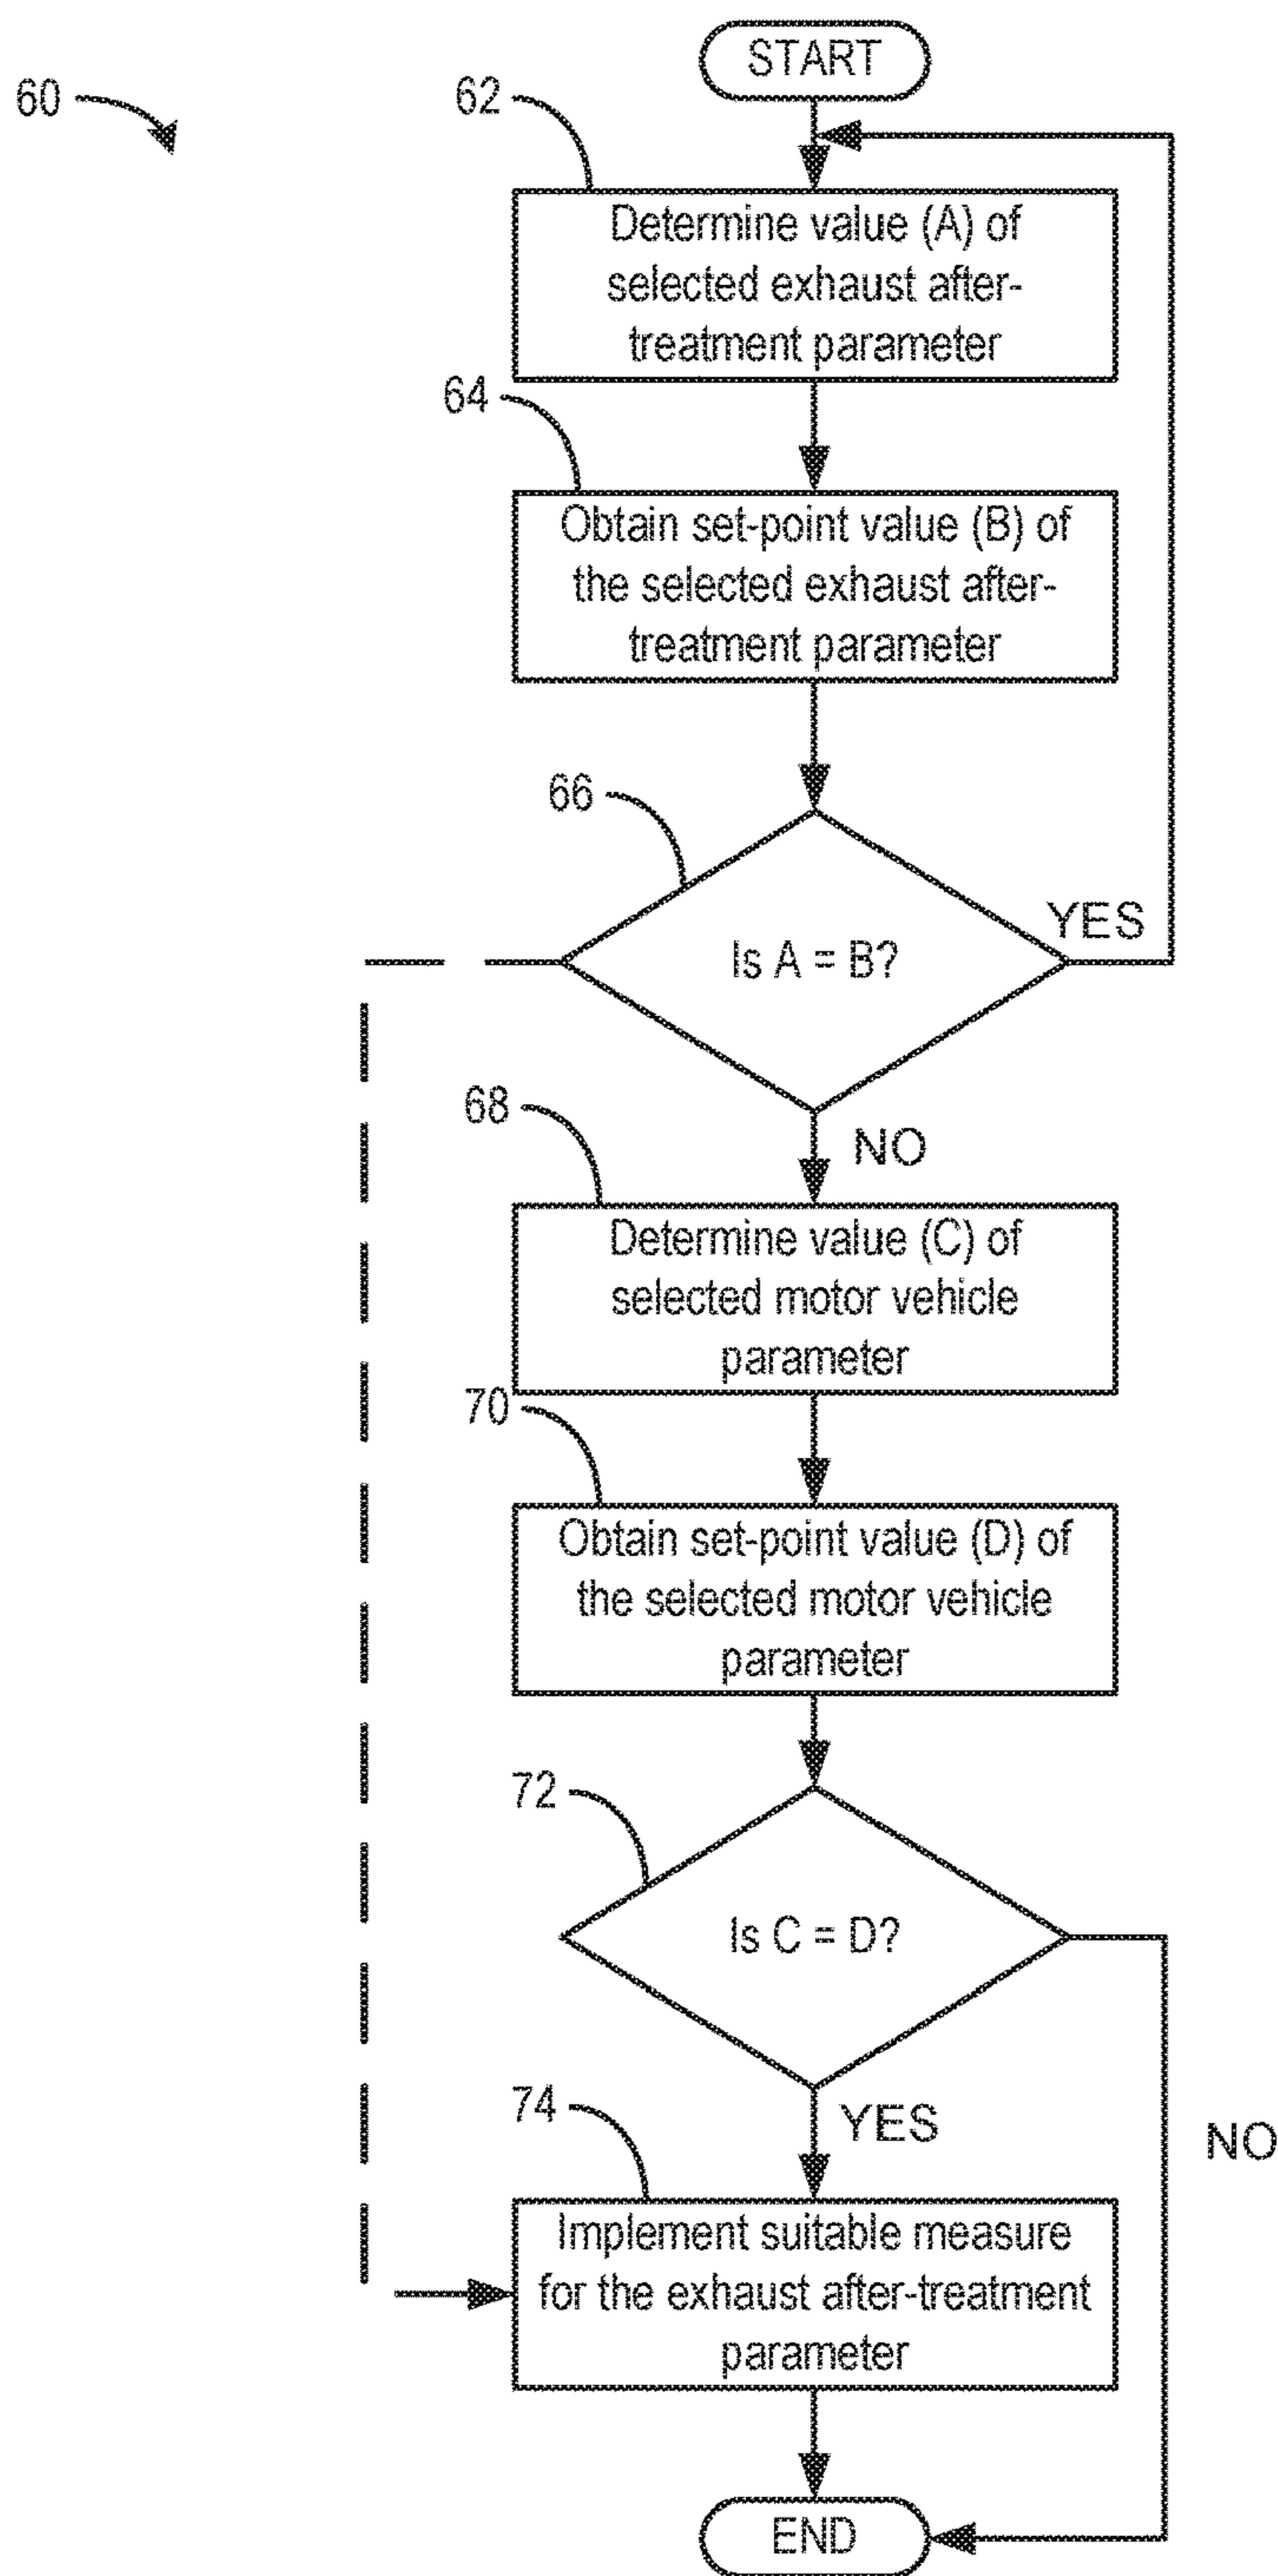 START
60
62
Determine value (A) of
selected exhaust after-
treatment parameter
64
Obtain set-point value (B) of
the selected exhaust after-
treatment parameter
66
YES
Is A = B?
68
NO
Determine value (C) of
selected motor vehicle
parameter
70
Obtain set-point value (D) of
the selected motor vehicle
parameter
72
Is C = D?
74
YES
NO
Implement suitable measure
for the exhaust after-treatment
parameter
END